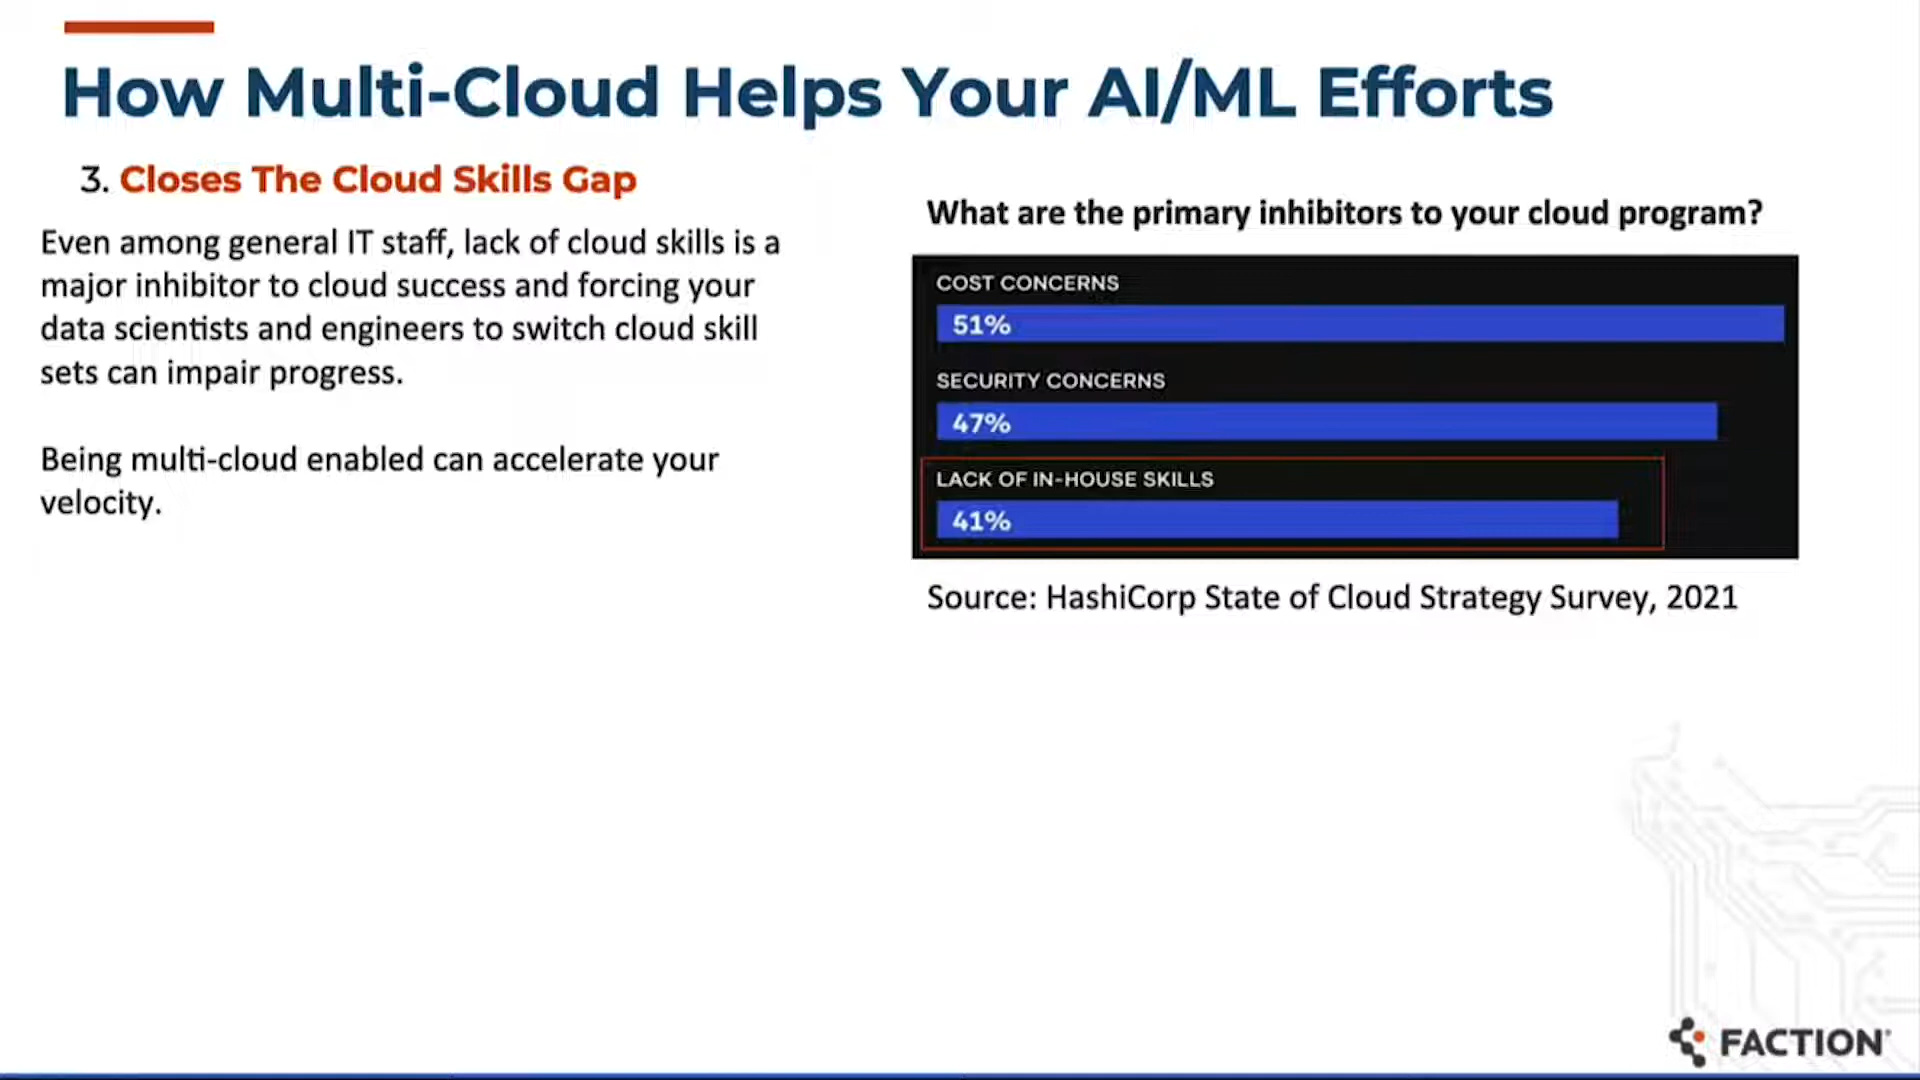 How Multi-Cloud Helps Your AI/ML Efforts
3. Closes The Cloud Skills Gap
Even among general IT staff, lack of cloud skills is a
major inhibitor to cloud success and forcing your
data scientists and engineers to switch cloud skill
sets can impair progress.
Being multi-cloud enabled can accelerate your
velocity.
What are the primary inhibitors to your cloud program?
COST CONCERNS
51%
SECURITY CONCERNS
47%
LACK OF IN-HOUSE SKILLS
41%
Source: HashiCorp State of Cloud Strategy Survey, 2021
FACTION